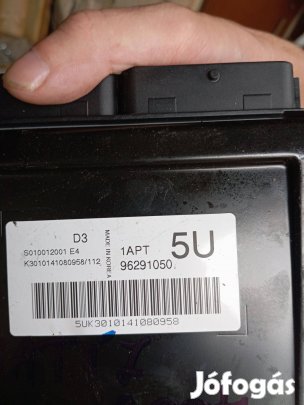 D3
S010012001 E4
K3010141080958/112
MADE IN KOREA
1APT 5U
96291050
5UK3010141080958
Jófogás